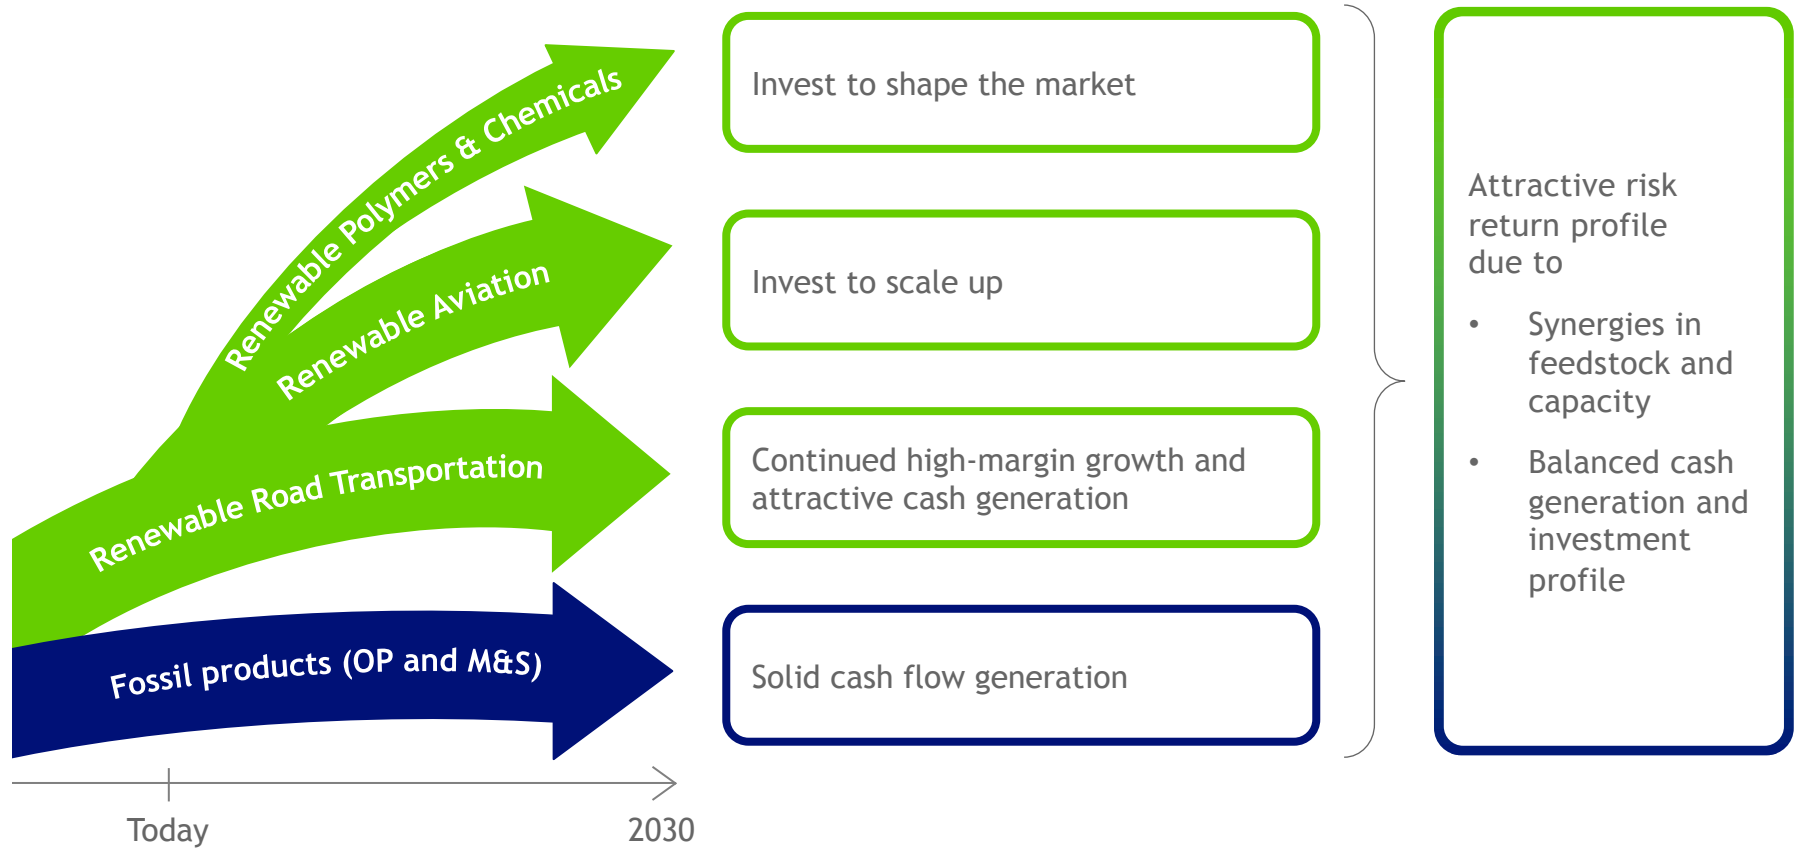 Renewable Polymers & Chemicals
Invest to shape the market
Renewable Aviation
Invest to scale up
Renewable Road Transportation
Continued high-margin growth and
attractive cash generation
Fossil products (OP and M&S)
Solid cash flow generation
Today
2030
Attractive risk
return profile
due to
• Synergies in
feedstock and
capacity
• Balanced cash
generation and
investment
profile